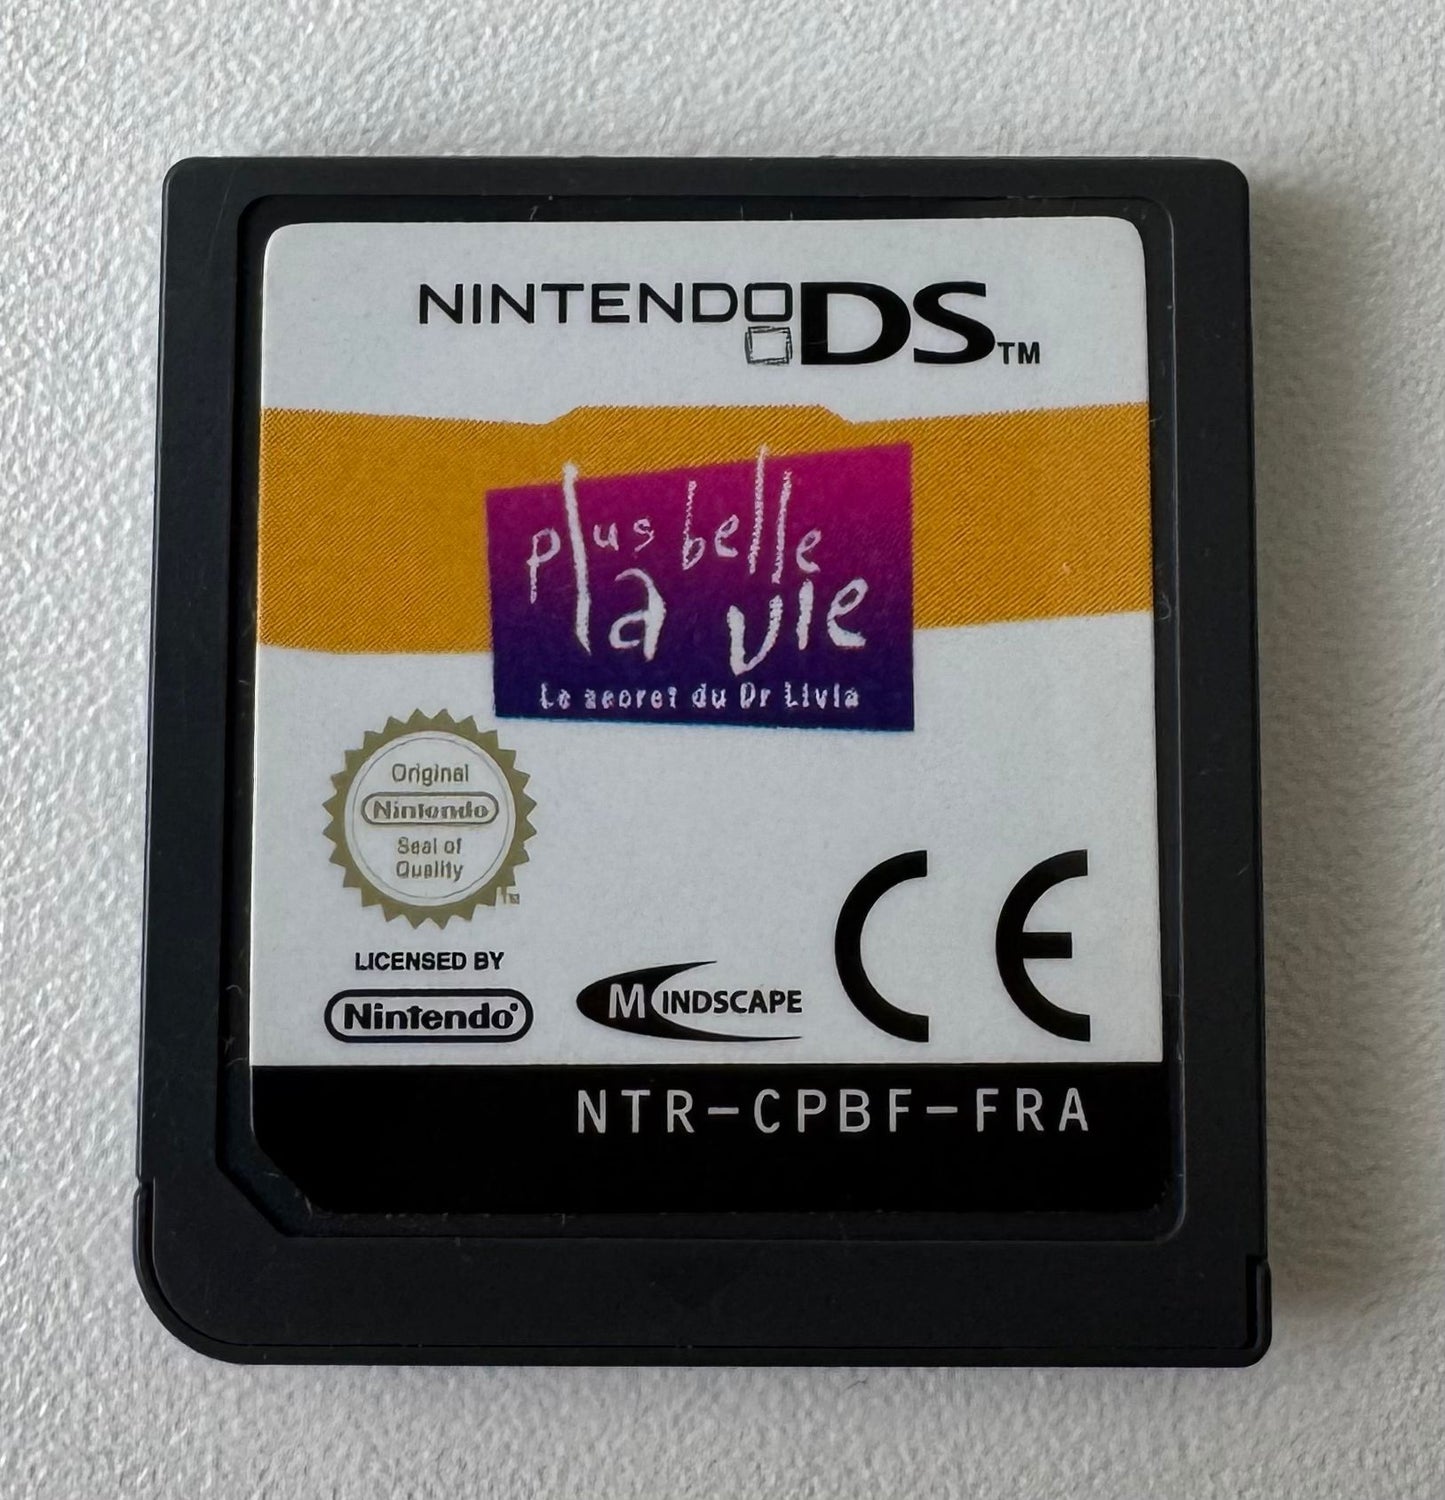 NINTENDO DS™
plus belle
la vie
Le secret du Dr Livia
Original
Nintendo
Seal of
Quality
TM
LICENSED BY
Nintendo®
MINDSCAPE
CE
NTR-CPBF-FRA